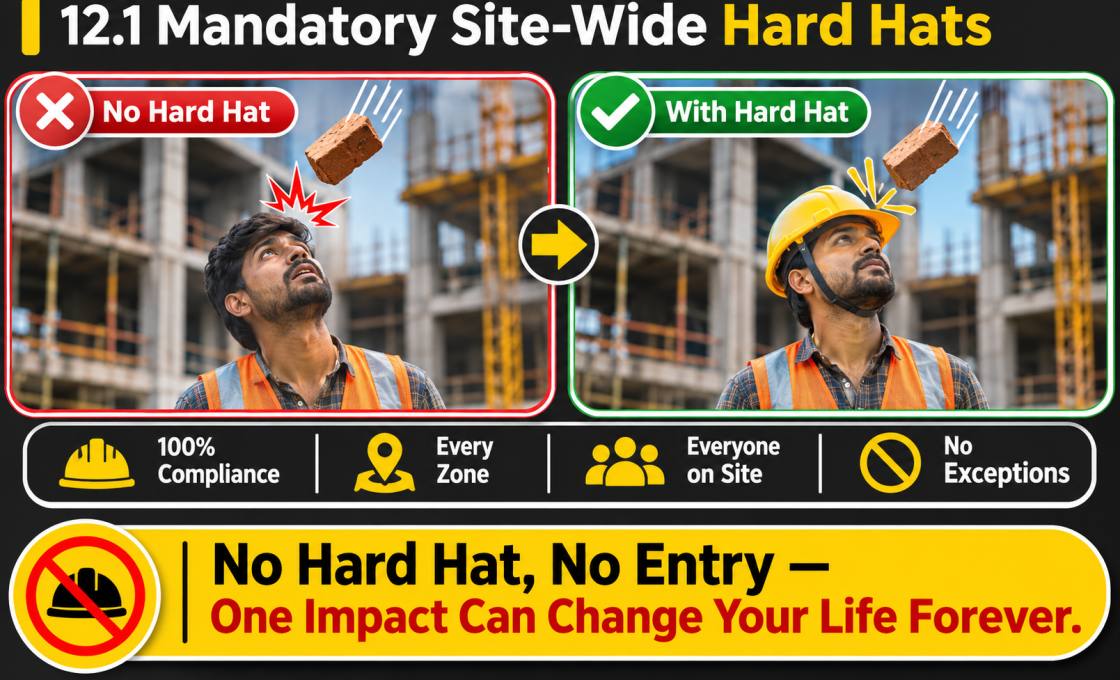 12.1 Mandatory Site-Wide Hard Hats
No Hard Hat
With Hard Hat
100%
Compliance
Every
Zone
Everyone
on Site
No
Exceptions
No Hard Hat, No Entry —
One Impact Can Change Your Life Forever.